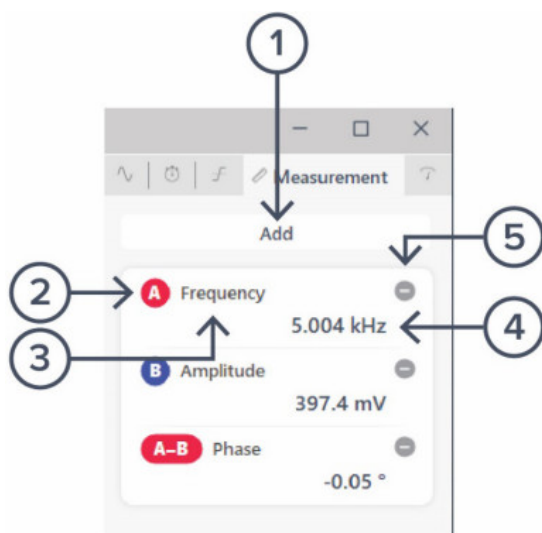 1
Measurement
Add
5
2
A Frequency
5.004 kHz
4
3
B Amplitude
397.4 mV
A–B Phase
-0.05 °